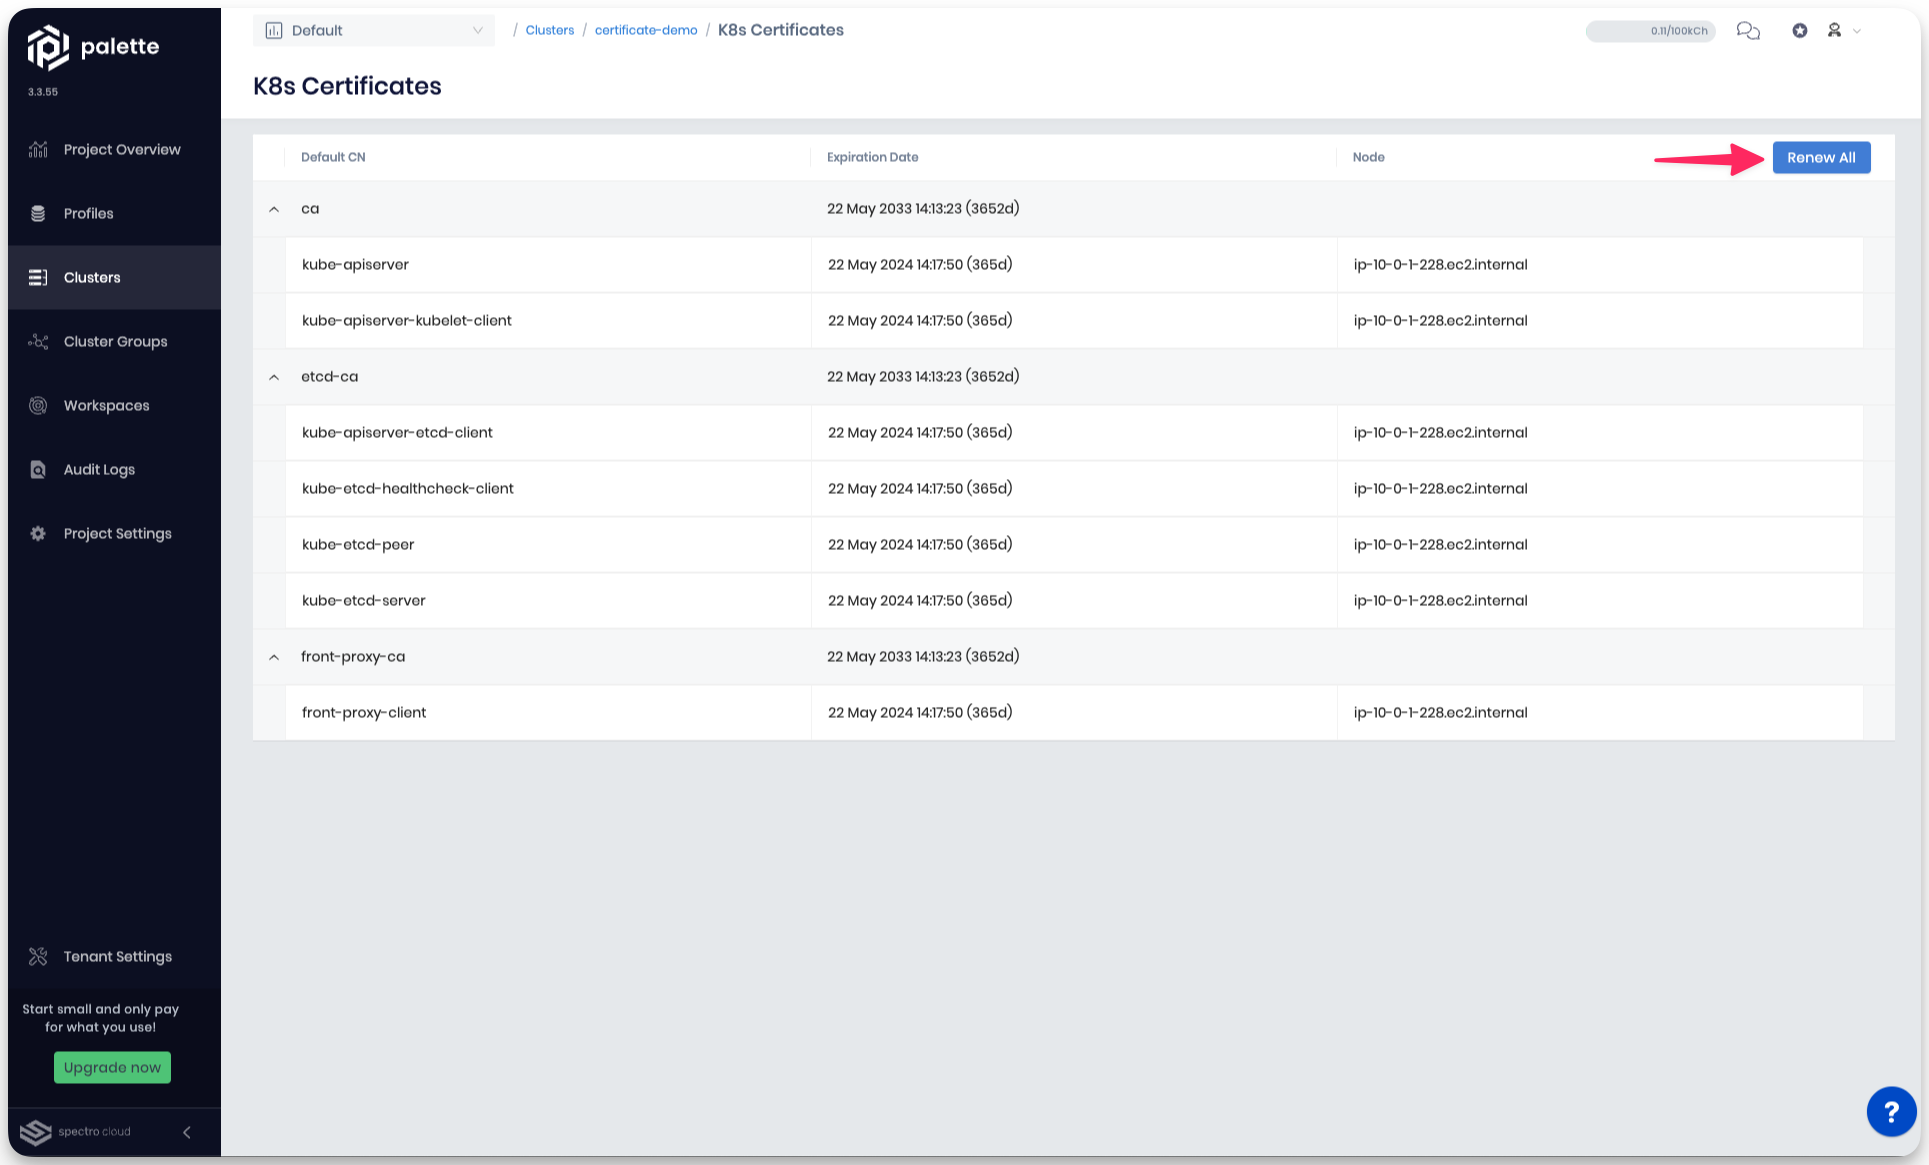 palette
3.3.55
Project Overview
Profiles
Clusters
Cluster Groups
Workspaces
Audit Logs
Project Settings
Tenant Settings
Start small and only pay
for what you use!
Upgrade now
spectro cloud
Default / Clusters / certificate-demo / K8s Certificates
0.11/100kCh
K8s Certificates
Default CN Expiration Date Node Renew All
ca 22 May 2033 14:13:23 (3652d)
kube-apiserver 22 May 2024 14:17:50 (365d) ip-10-0-1-228.ec2.internal
kube-apiserver-kubelet-client 22 May 2024 14:17:50 (365d) ip-10-0-1-228.ec2.internal
etcd-ca 22 May 2033 14:13:23 (3652d)
kube-apiserver-etcd-client 22 May 2024 14:17:50 (365d) ip-10-0-1-228.ec2.internal
kube-etcd-healthcheck-client 22 May 2024 14:17:50 (365d) ip-10-0-1-228.ec2.internal
kube-etcd-peer 22 May 2024 14:17:50 (365d) ip-10-0-1-228.ec2.internal
kube-etcd-server 22 May 2024 14:17:50 (365d) ip-10-0-1-228.ec2.internal
front-proxy-ca 22 May 2033 14:13:23 (3652d)
front-proxy-client 22 May 2024 14:17:50 (365d) ip-10-0-1-228.ec2.internal
?